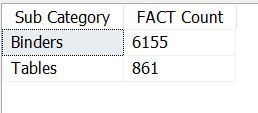 Sub Category FACT Count
Binders 6155
Tables 861